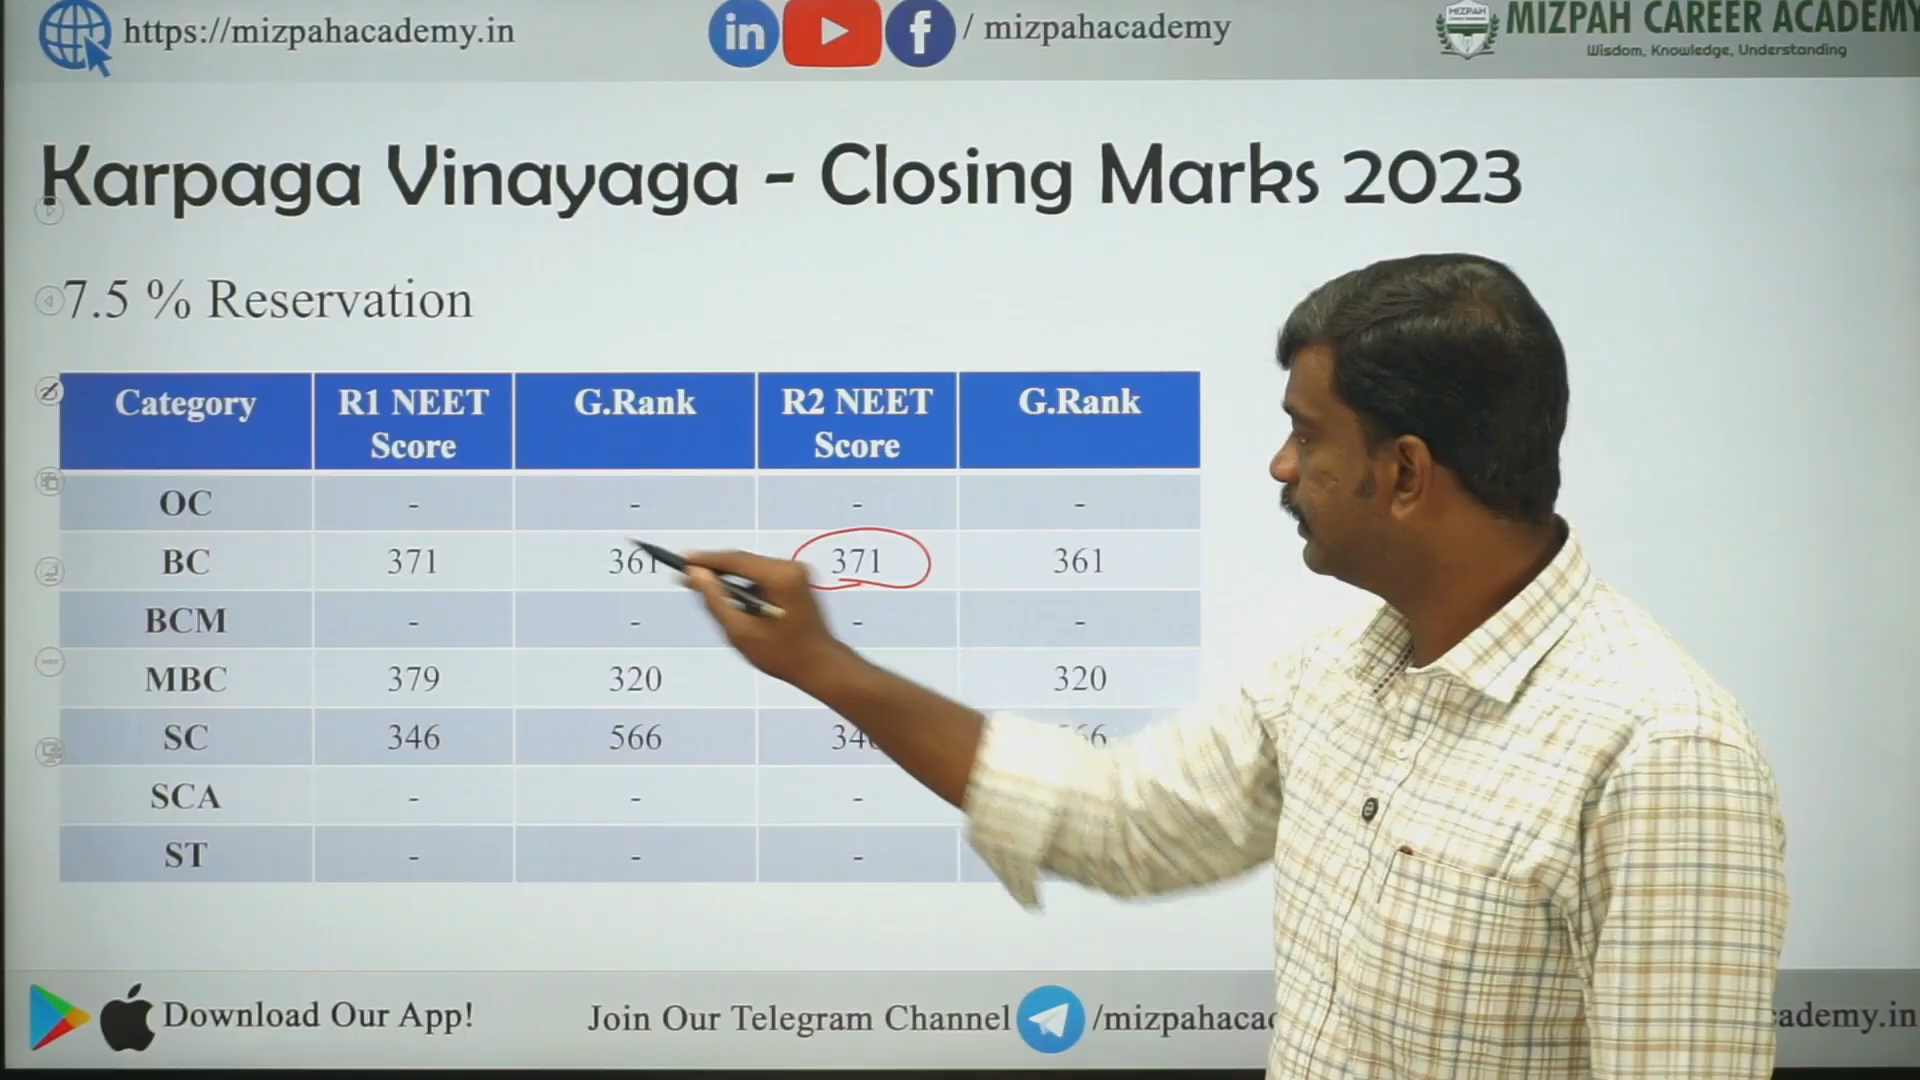 https://mizpahacademy.in
in f / mizpahacademy
MIZPAH
MIZPAH CAREER ACADEMY
Wisdom, Knowledge, Understanding
Karpaga Vinayaga - Closing Marks 2023
7.5 % Reservation
Category R1 NEET Score G.Rank R2 NEET Score G.Rank
OC - - - -
BC 371 361 371 361
BCM - - - -
MBC 379 320 320
SC 346 566
SCA - - -
ST - - -
Download Our App!
Join Our Telegram Channel